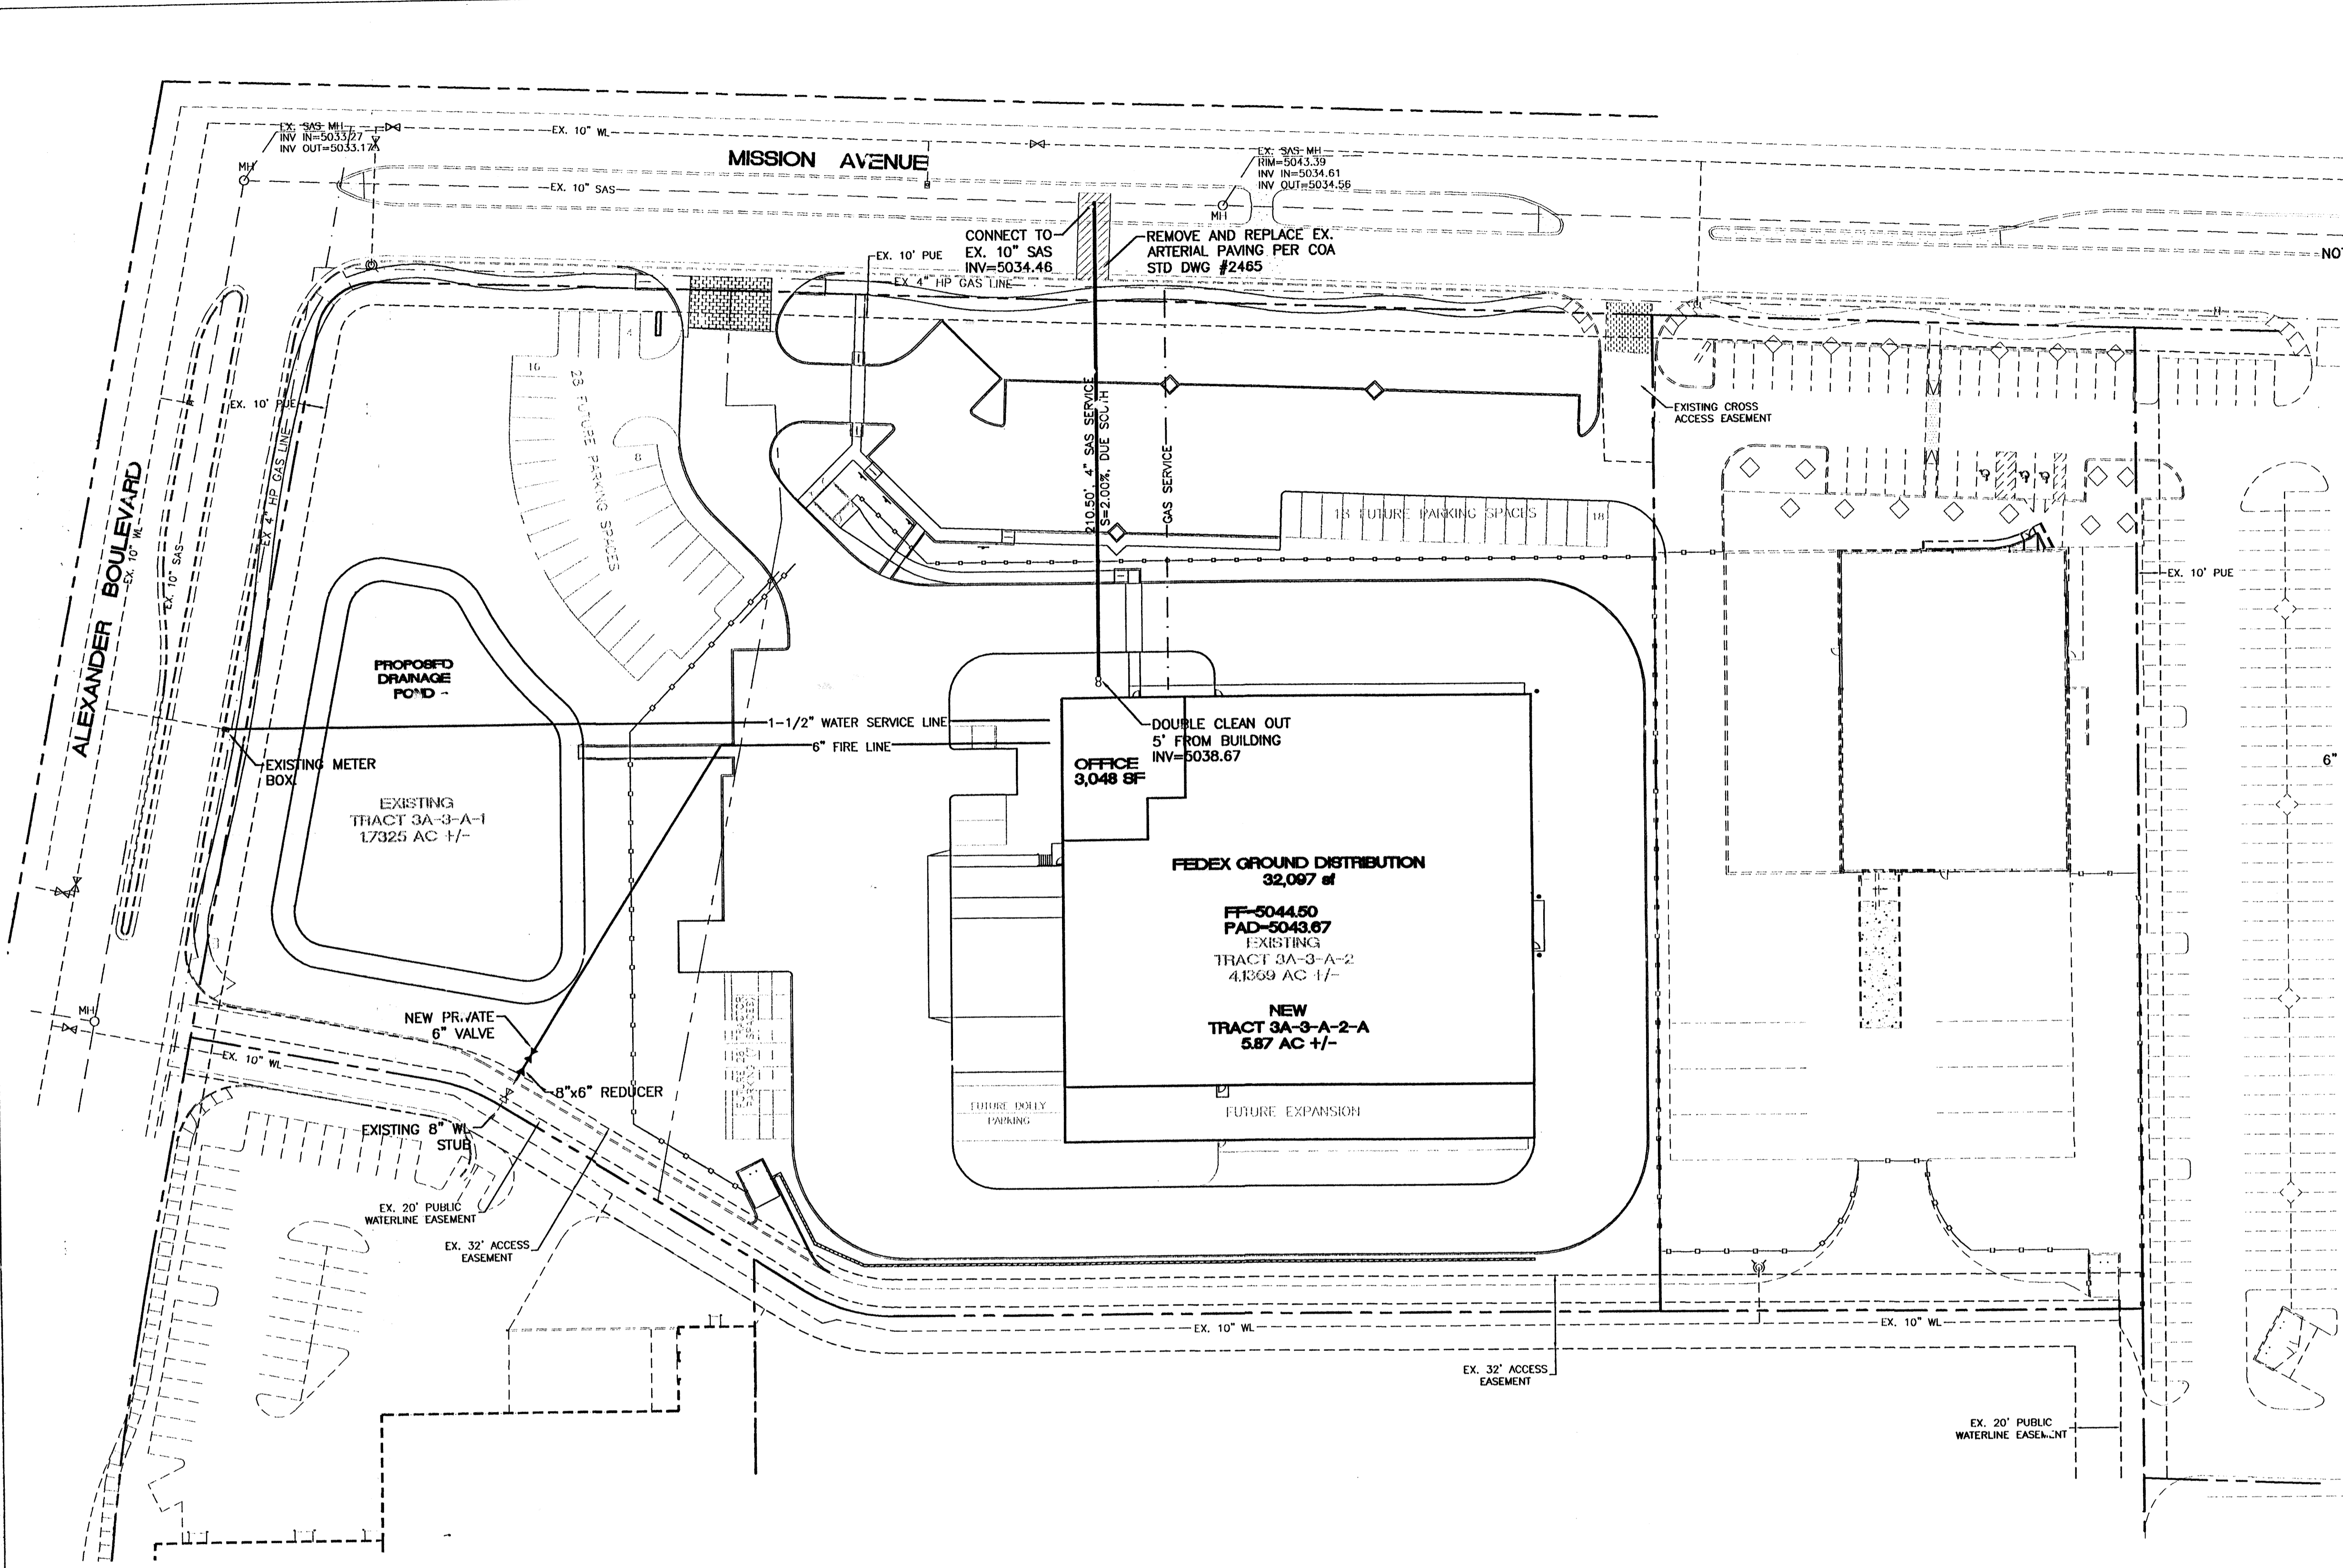 EX. SAS MH
INV IN=5033.27
INV OUT=5033.17
MH
EX. 10" WL
MISSION AVENUE
EX. 10" SAS
EX. SAS MH
RIM=5043.39
INV IN=5034.61
INV OUT=5034.56
MH
CONNECT TO
EX. 10" SAS
INV=5034.46
REMOVE AND REPLACE EX.
ARTERIAL PAVING PER COA
STD DWG #2465
EX. 10' PUE
EX 4" HP GAS LINE
4
16
28 FUTURE PARKING SPACES
8
EX. 10' PUE
EX 4" HP GAS LINE
ALEXANDER BOULEVARD
EX. 10" WL
EX. 10" SAS
210.50' 4" SAS SERVICE
S=2.00%, DUE SOUTH
GAS SERVICE
EXISTING CROSS
ACCESS EASEMENT
18 FUTURE PARKING SPACES
18
EX. 10' PUE
PROPOSED
DRAINAGE
POND
1-1/2" WATER SERVICE LINE
6" FIRE LINE
DOUBLE CLEAN OUT
5' FROM BUILDING
INV=5038.67
OFFICE
3,048 SF
EXISTING METER
BOX
6"
EXISTING
TRACT 3A-3-A-1
1.7325 AC +/-
FEDEX GROUND DISTRIBUTION
32,097 sf
FF=5044.50
PAD=5043.67
EXISTING
TRACT 3A-3-A-2
4.1369 AC +/-
NEW
TRACT 3A-3-A-2-A
5.87 AC +/-
MH
NEW PRIVATE
6" VALVE
EX. 10" WL
8"x6" REDUCER
EXISTING 8" WL
STUB
FUTURE DOLLY
PARKING
FUTURE EXPANSION
EX. 20' PUBLIC
WATERLINE EASEMENT
EX. 32' ACCESS
EASEMENT
EX. 10" WL
EX. 10" WL
EX. 32' ACCESS
EASEMENT
EX. 20' PUBLIC
WATERLINE EASEMENT